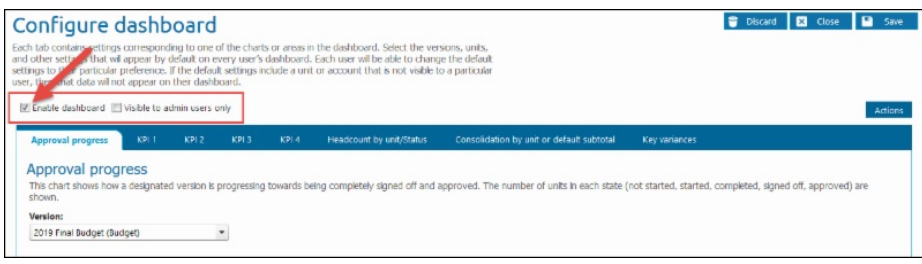 Configure dashboard
Discard
Close
Save
Each tab contains settings corresponding to one of the charts or areas in the dashboard. Select the versions, units,
and other settings that will appear by default on every user's dashboard. Each user will be able to change the default
settings to their particular preference. If the default settings include a unit or account that is not visible to a particular
user, then that data will not appear on their dashboard.
Enable dashboard Visible to admin users only
Actions
Approval progress KPI 1 KPI 2 KPI 3 KPI 4 Headcount by unit/Status Consolidation by unit or default subtotal Key variances
Approval progress
This chart shows how a designated version is progressing towards being completely signed off and approved. The number of units in each state (not started, started, completed, signed off, approved) are
shown.
Version:
2019 Final Budget (Budget)